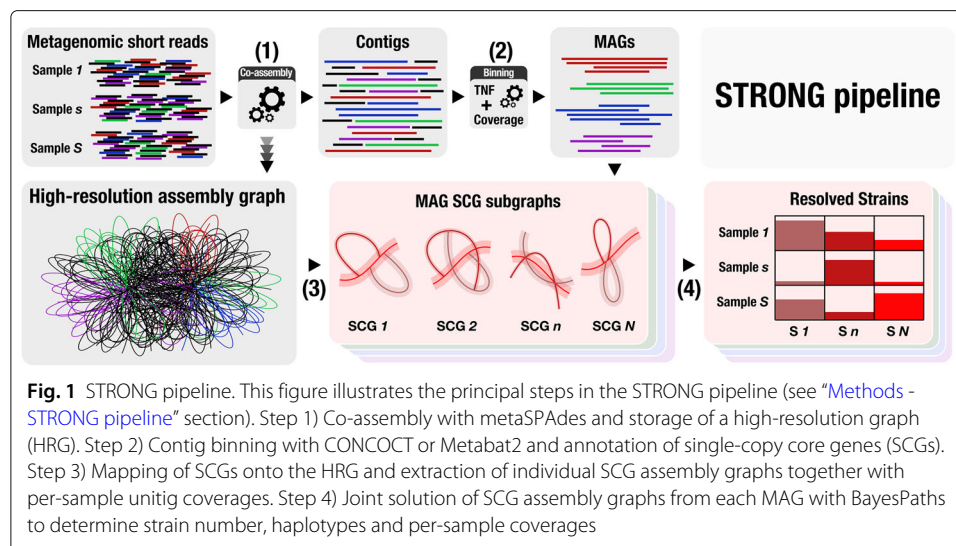 Metagenomic short reads
Sample 1
Sample s
Sample S
(1)
Co-assembly
Contigs
(2)
Binning
TNF
+
Coverage
MAGs
STRONG pipeline
High-resolution assembly graph
(3)
MAG SCG subgraphs
SCG 1 SCG 2 SCG n SCG N
(4)
Resolved Strains
Sample 1
Sample s
Sample S
S 1 S n S N
Fig. 1 STRONG pipeline. This figure illustrates the principal steps in the STRONG pipeline (see “Methods -
STRONG pipeline” section). Step 1) Co-assembly with metaSPAdes and storage of a high-resolution graph
(HRG). Step 2) Contig binning with CONCOCT or Metabat2 and annotation of single-copy core genes (SCGs).
Step 3) Mapping of SCGs onto the HRG and extraction of individual SCG assembly graphs together with
per-sample unitig coverages. Step 4) Joint solution of SCG assembly graphs from each MAG with BayesPaths
to determine strain number, haplotypes and per-sample coverages